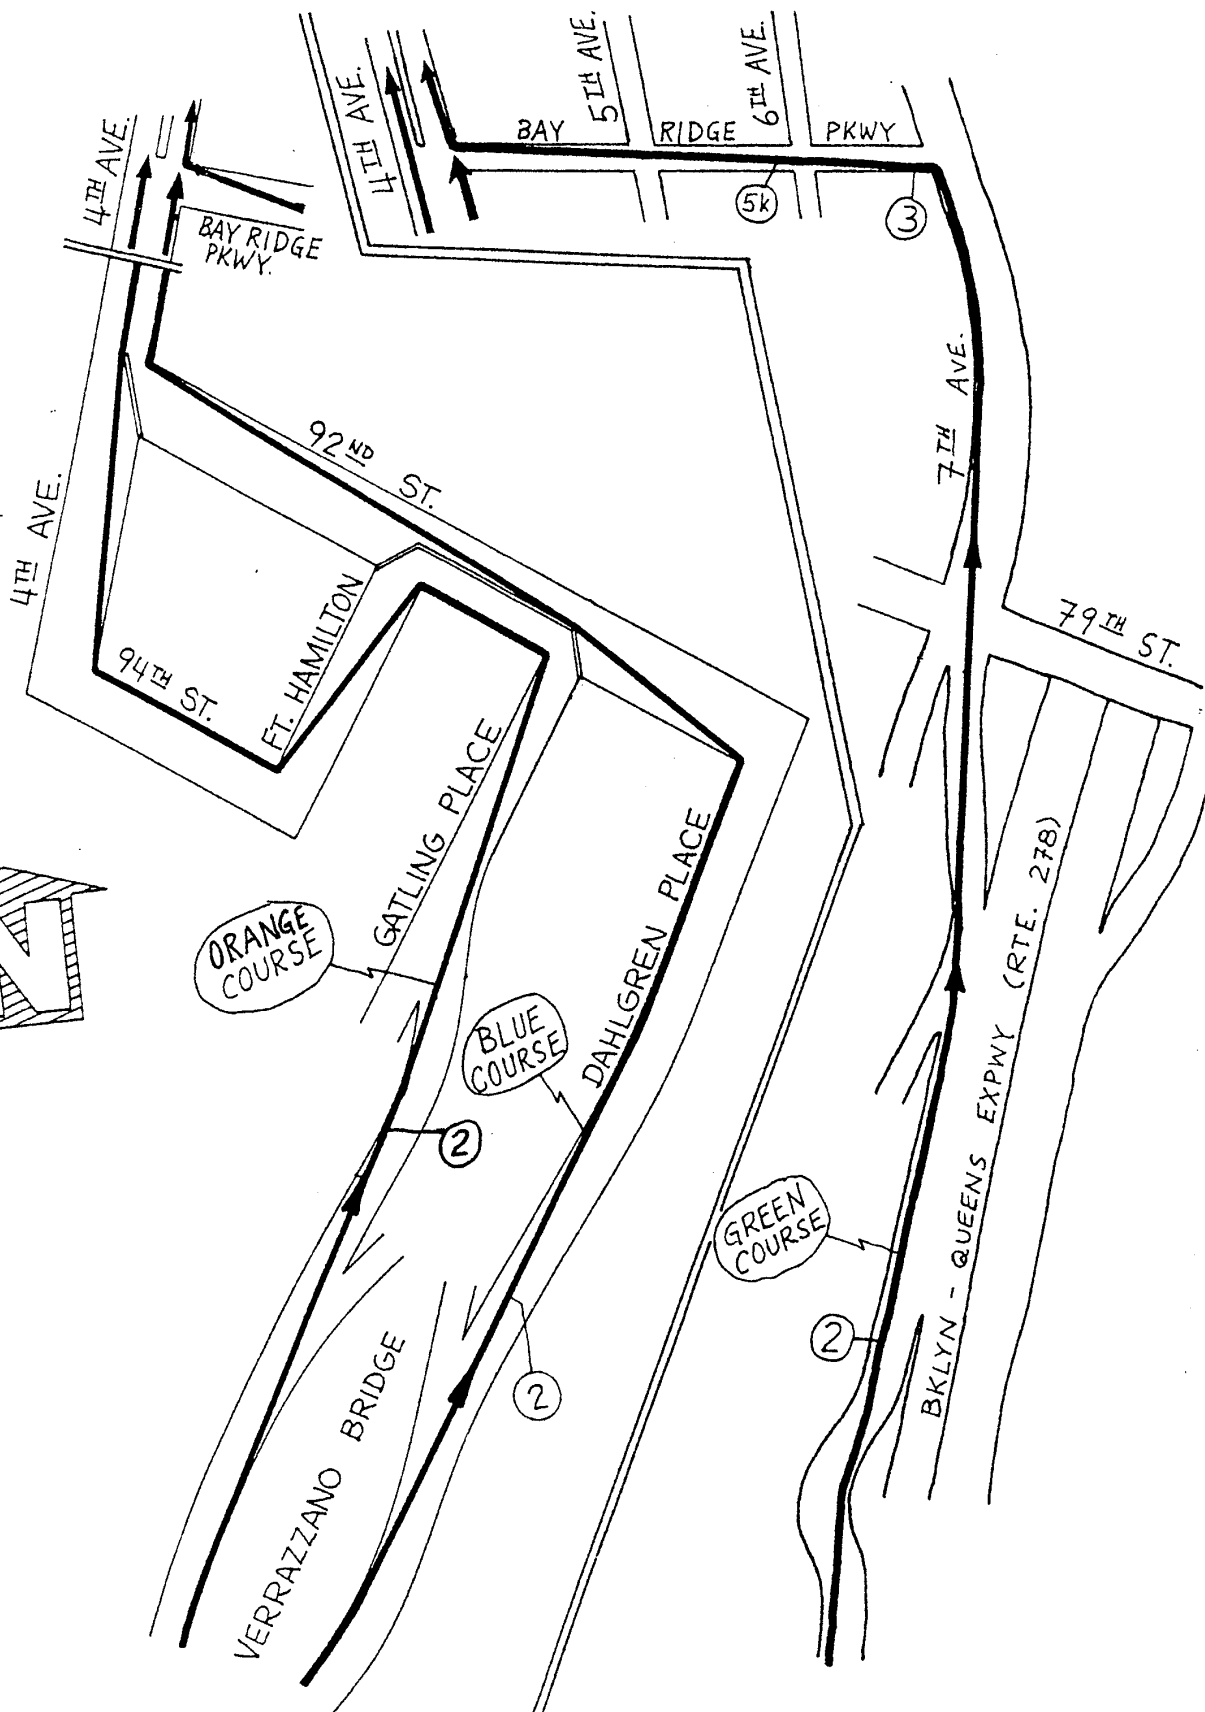 4TH AVE.
4TH AVE.
5TH AVE.
6TH AVE.
BAY RIDGE PKWY
5K
3
BAY RIDGE
PKWY.
7TH AVE.
92ND ST.
4TH AVE.
79TH ST.
94TH ST.
FT. HAMILTON
GATLING PLACE
DAHLGREN PLACE
ORANGE
COURSE
BLUE
COURSE
2
GREEN
COURSE
2
2
BKLYN - QUEENS EXPWY (RTE. 278)
VERRAZZANO BRIDGE
N